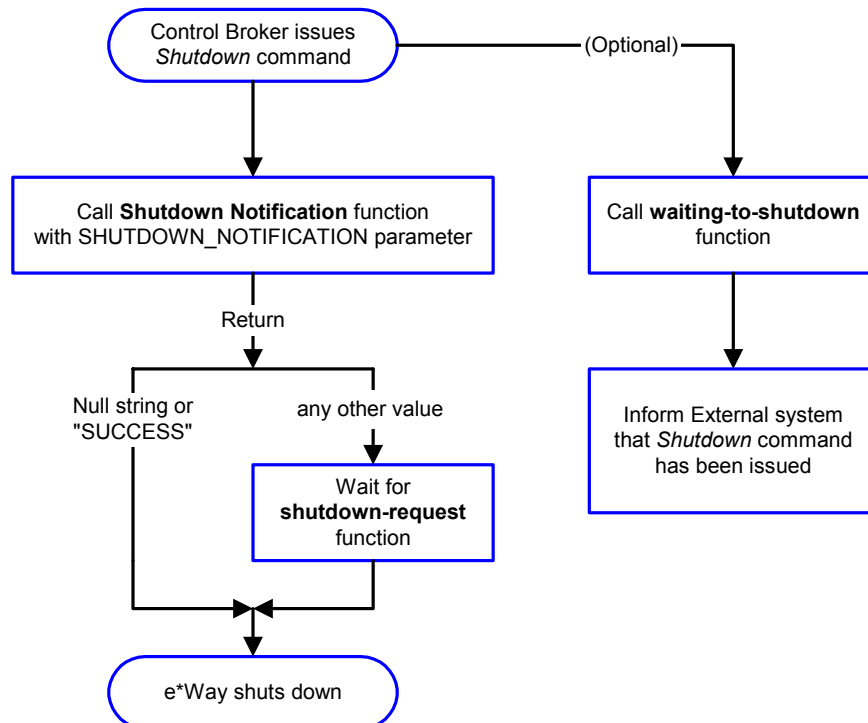 Control Broker issues
Shutdown command
(Optional)
Call Shutdown Notification function
with SHUTDOWN_NOTIFICATION parameter
Call waiting-to-shutdown
function
Return
Null string or
"SUCCESS"
any other value
Inform External system
that Shutdown command
has been issued
Wait for
shutdown-request
function
e*Way shuts down